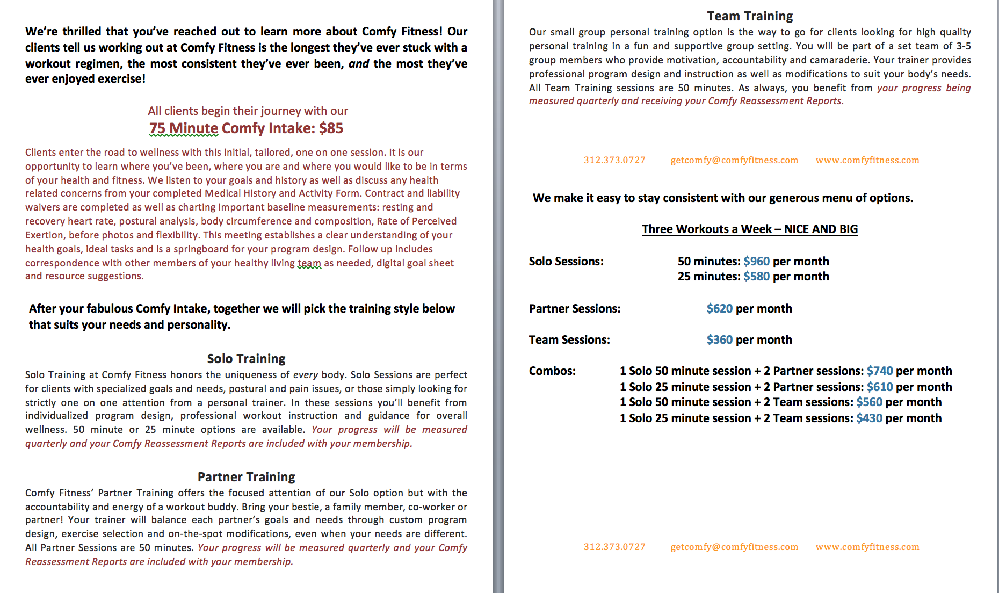 We’re thrilled that you’ve reached out to learn more about Comfy Fitness! Our
clients tell us working out at Comfy Fitness is the longest they’ve ever stuck with a
workout regimen, the most consistent they’ve ever been, and the most they’ve
ever enjoyed exercise!
All clients begin their journey with our
75 Minute Comfy Intake: $85
Clients enter the road to wellness with this initial, tailored, one on one session. It is our
opportunity to learn where you’ve been, where you are and where you would like to be in terms
of your health and fitness. We listen to your goals and history as well as discuss any health
related concerns from your completed Medical History and Activity Form. Contract and liability
waivers are completed as well as charting important baseline measurements: resting and
recovery heart rate, postural analysis, body circumference and composition, Rate of Perceived
Exertion, before photos and flexibility. This meeting establishes a clear understanding of your
health goals, ideal tasks and is a springboard for your program design. Follow up includes
correspondence with other members of your healthy living team as needed, digital goal sheet
and resource suggestions.
After your fabulous Comfy Intake, together we will pick the training style below
that suits your needs and personality.
Solo Training
Solo Training at Comfy Fitness honors the uniqueness of every body. Solo Sessions are perfect
for clients with specialized goals and needs, postural and pain issues, or those simply looking for
strictly one on one attention from a personal trainer. In these sessions you’ll benefit from
individualized program design, professional workout instruction and guidance for overall
wellness. 50 minute or 25 minute options are available. Your progress will be measured
quarterly and your Comfy Reassessment Reports are included with your membership.
Partner Training
Comfy Fitness’ Partner Training offers the focused attention of our Solo option but with the
accountability and energy of a workout buddy. Bring your bestie, a family member, co-worker or
partner! Your trainer will balance each partner’s goals and needs through custom program
design, exercise selection and on-the-spot modifications, even when your needs are different.
All Partner Sessions are 50 minutes. Your progress will be measured quarterly and your Comfy
Reassessment Reports are included with your membership.
Team Training
Our small group personal training option is the way to go for clients looking for high quality
personal training in a fun and supportive group setting. You will be part of a set team of 3-5
group members who provide motivation, accountability and camaraderie. Your trainer provides
professional program design and instruction as well as modifications to suit your body’s needs.
All Team Training sessions are 50 minutes. As always, you benefit from your progress being
measured quarterly and receiving your Comfy Reassessment Reports.
312.373.0727 getcomfy@comfyfitness.com www.comfyfitness.com
We make it easy to stay consistent with our generous menu of options.
Three Workouts a Week – NICE AND BIG
Solo Sessions: 50 minutes: $960 per month
25 minutes: $580 per month
Partner Sessions: $620 per month
Team Sessions: $360 per month
Combos: 1 Solo 50 minute session + 2 Partner sessions: $740 per month
1 Solo 25 minute session + 2 Partner sessions: $610 per month
1 Solo 50 minute session + 2 Team sessions: $560 per month
1 Solo 25 minute session + 2 Team sessions: $430 per month
312.373.0727 getcomfy@comfyfitness.com www.comfyfitness.com